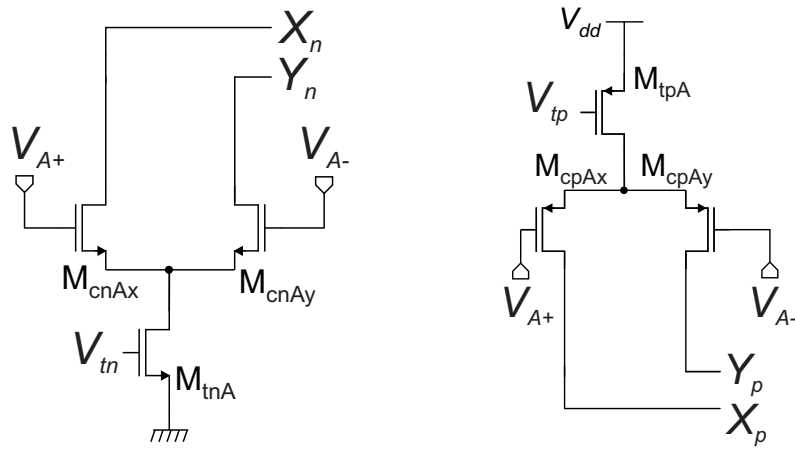 X_n
Y_n
V_A+
V_A-
M_cnAx
M_cnAy
V_tn
M_tnA
V_dd
M_tpA
V_tp
M_cpAx
M_cpAy
V_A+
V_A-
Y_p
X_p